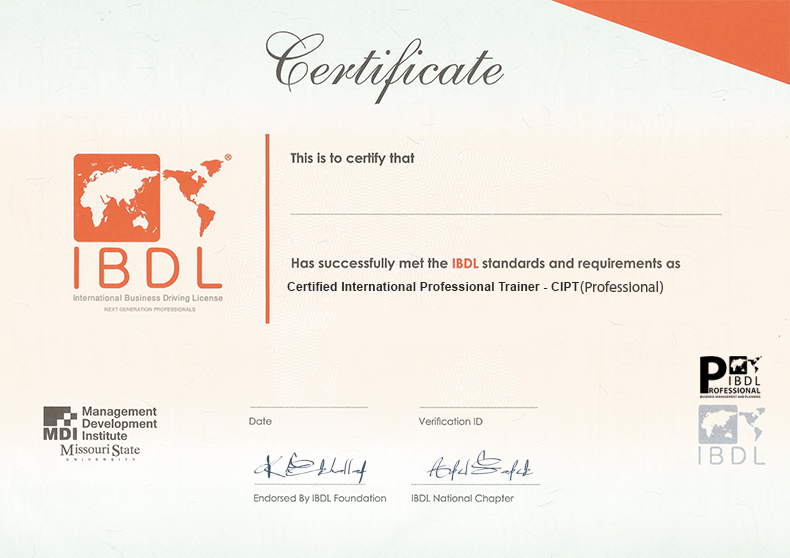 Certificate
This is to certify that
®
IBDL
International Business Driving License
NEXT GENERATION PROFESSIONALS
Has successfully met the IBDL standards and requirements as
Certified International Professional Trainer - CIPT(Professional)
PROFESSIONAL
IBDL
BUSINESS MANAGEMENT AND PLANNING
IBDL
MDI
Management
Development
Institute
Missouri State
UNIVERSITY
Date
Verification ID
Endorsed By IBDL Foundation
IBDL National Chapter